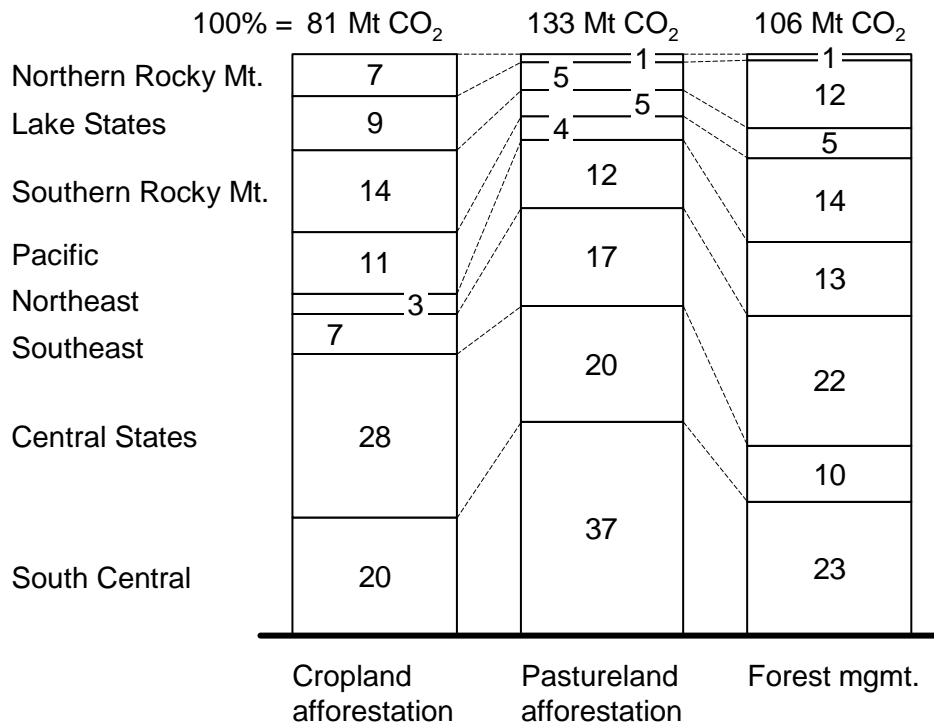 100% = 81 Mt CO₂ 133 Mt CO₂ 106 Mt CO₂
Northern Rocky Mt. 7 1 1
Lake States 9 5 12
Southern Rocky Mt. 14 5 5
Pacific 11 4 14
Northeast 3 12 13
Southeast 7 17 22
Central States 28 20 10
South Central 20 37 23
Cropland afforestation
Pastureland afforestation
Forest mgmt.